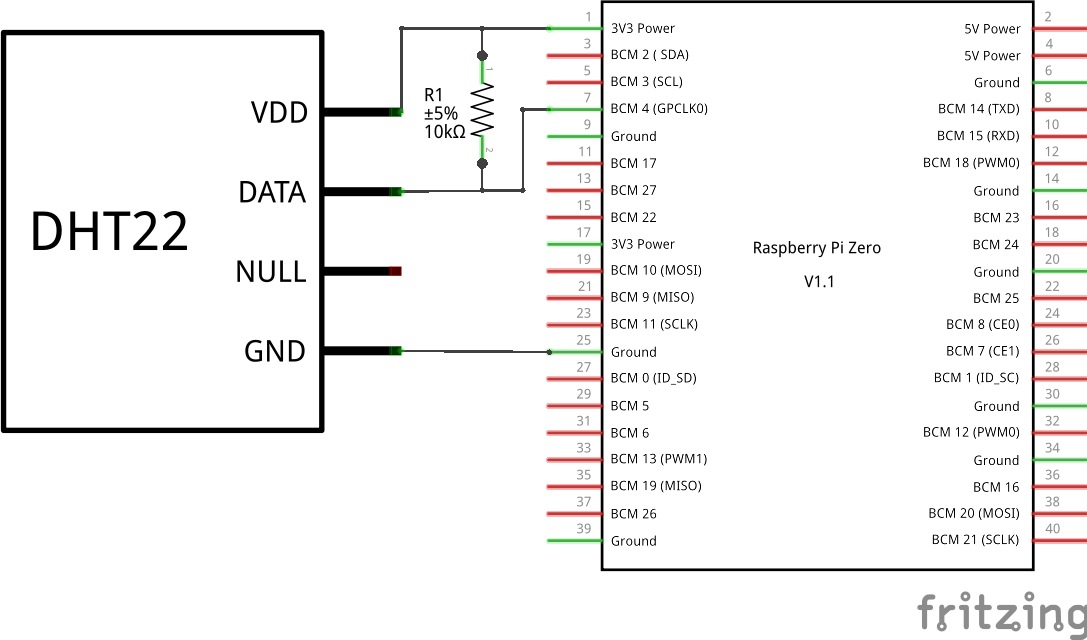 DHT22
VDD
DATA
NULL
GND
R1
±5%
10kΩ
1
2
Raspberry Pi Zero
V1.1
1 3V3 Power
3 BCM 2 ( SDA)
5 BCM 3 (SCL)
7 BCM 4 (GPCLK0)
9 Ground
11 BCM 17
13 BCM 27
15 BCM 22
17 3V3 Power
19 BCM 10 (MOSI)
21 BCM 9 (MISO)
23 BCM 11 (SCLK)
25 Ground
27 BCM 0 (ID_SD)
29 BCM 5
31 BCM 6
33 BCM 13 (PWM1)
35 BCM 19 (MISO)
37 BCM 26
39 Ground
5V Power 2
5V Power 4
Ground 6
BCM 14 (TXD) 8
BCM 15 (RXD) 10
BCM 18 (PWM0) 12
Ground 14
BCM 23 16
BCM 24 18
Ground 20
BCM 25 22
BCM 8 (CE0) 24
BCM 7 (CE1) 26
BCM 1 (ID_SC) 28
Ground 30
BCM 12 (PWM0) 32
Ground 34
BCM 16 36
BCM 20 (MOSI) 38
BCM 21 (SCLK) 40
fritzing